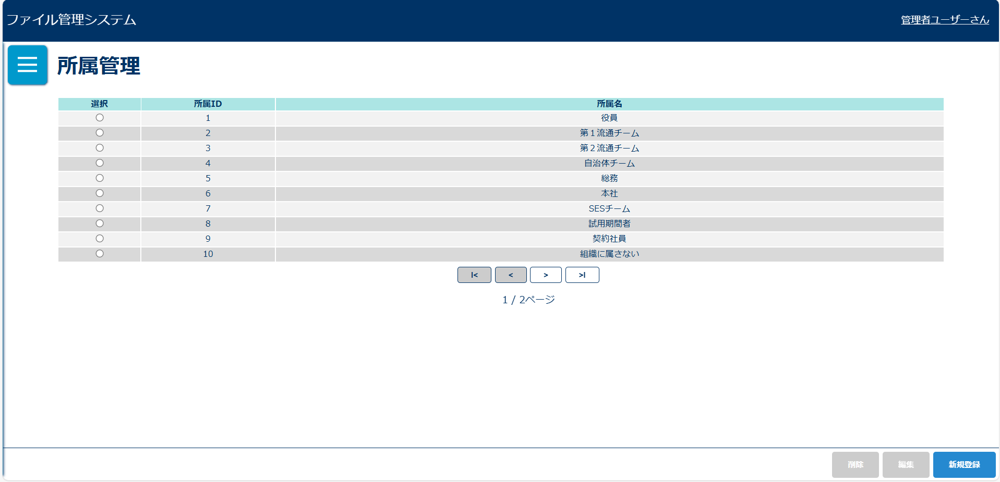 ファイル管理システム
管理者ユーザーさん
所属管理
選択 所属ID 所属名
1 役員
2 第１流通チーム
3 第２流通チーム
4 自治体チーム
5 総務
6 本社
7 SESチーム
8 試用期間者
9 契約社員
10 組織に属さない
|< < > >|
1 / 2ページ
削除 編集 新規登録